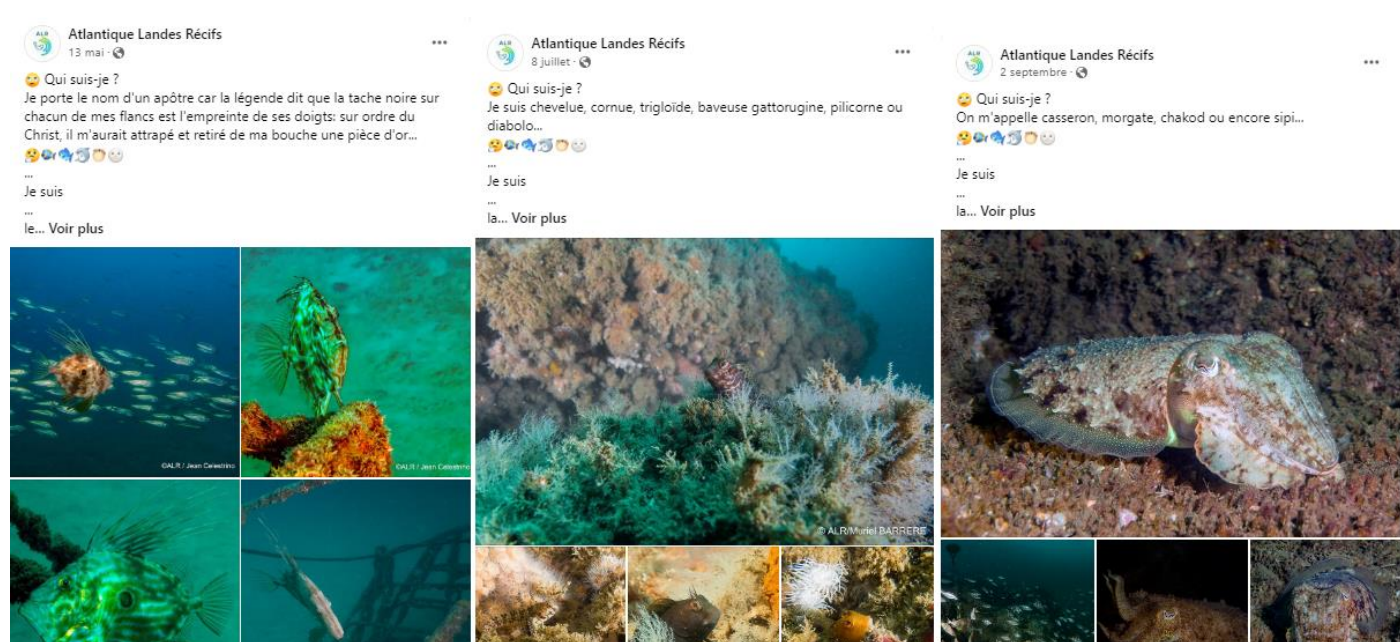 Atlantique Landes Récifs
13 mai ·
🙄 Qui suis-je ?
Je porte le nom d'un apôtre car la légende dit que la tache noire sur
chacun de mes flancs est l'empreinte de ses doigts: sur ordre du
Christ, il m'aurait attrapé et retiré de ma bouche une pièce d'or...
...
Je suis
...
le... Voir plus
©ALR / Jean Celestrino
©ALR / Jean Celestrino
Atlantique Landes Récifs
8 juillet ·
🙄 Qui suis-je ?
Je suis chevelue, cornue, trigloïde, baveuse gattorugine, pilicorne ou
diabolo...
...
Je suis
...
la... Voir plus
© ALR/Muriel BARRERE
Atlantique Landes Récifs
2 septembre ·
🙄 Qui suis-je ?
On m'appelle casseron, morgate, chakod ou encore sipi...
...
Je suis
...
la... Voir plus